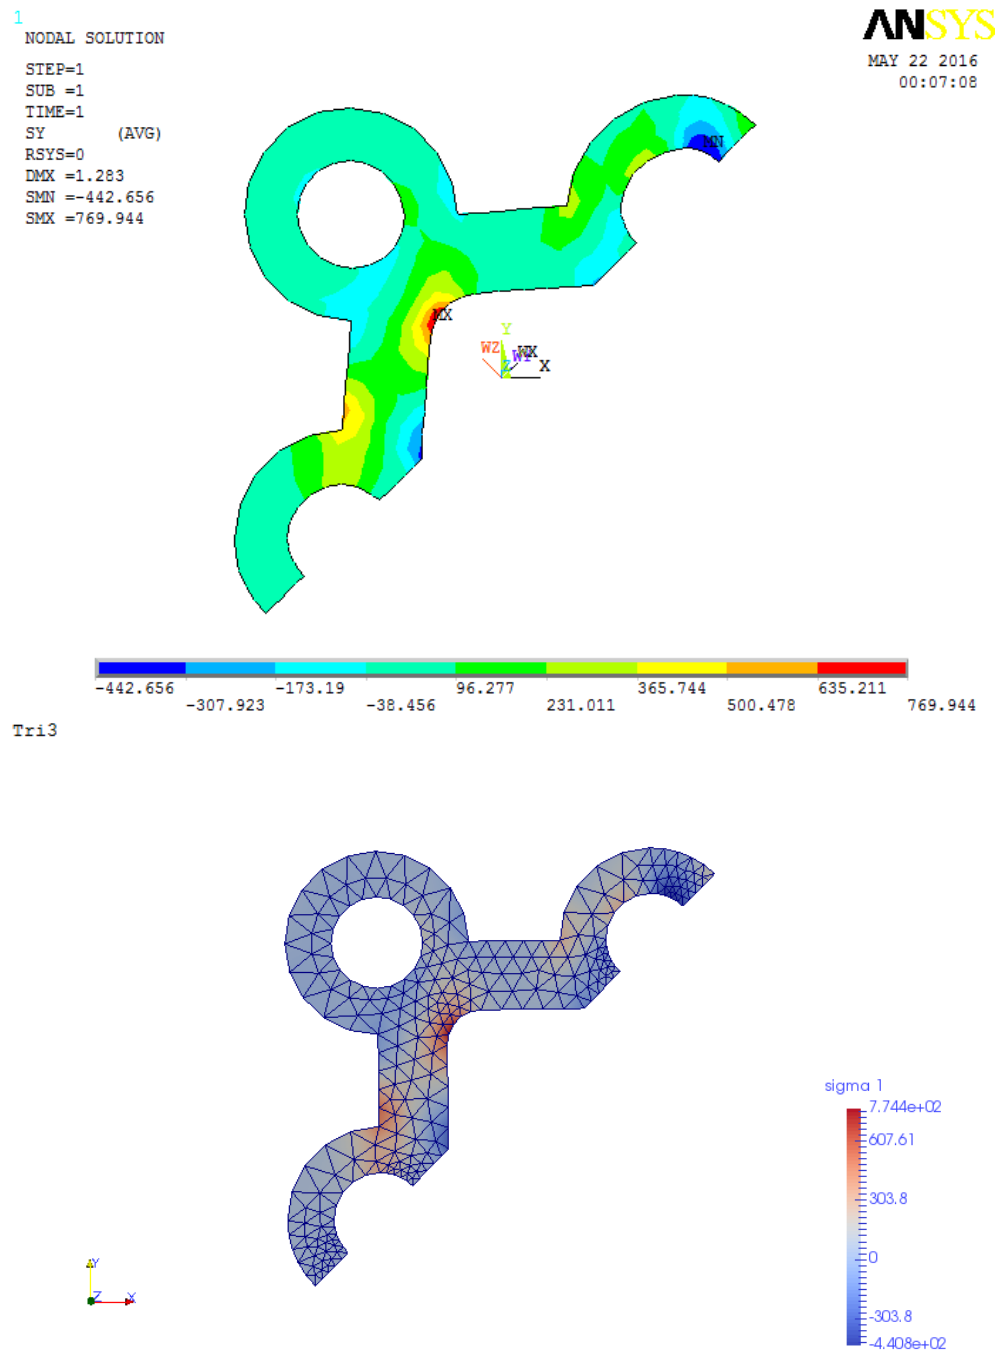 1
NODAL SOLUTION
STEP=1
SUB =1
TIME=1
SY (AVG)
RSYS=0
DMX =1.283
SMN =-442.656
SMX =769.944
ANSYS
MAY 22 2016
00:07:08
MN
MX
Y
WZ
WX
Z
X
-442.656 -173.19 96.277 365.744 635.211
-307.923 -38.456 231.011 500.478 769.944
Tri3
sigma 1
7.744e+02
607.61
303.8
0
-303.8
-4.408e+02
Y
Z
X